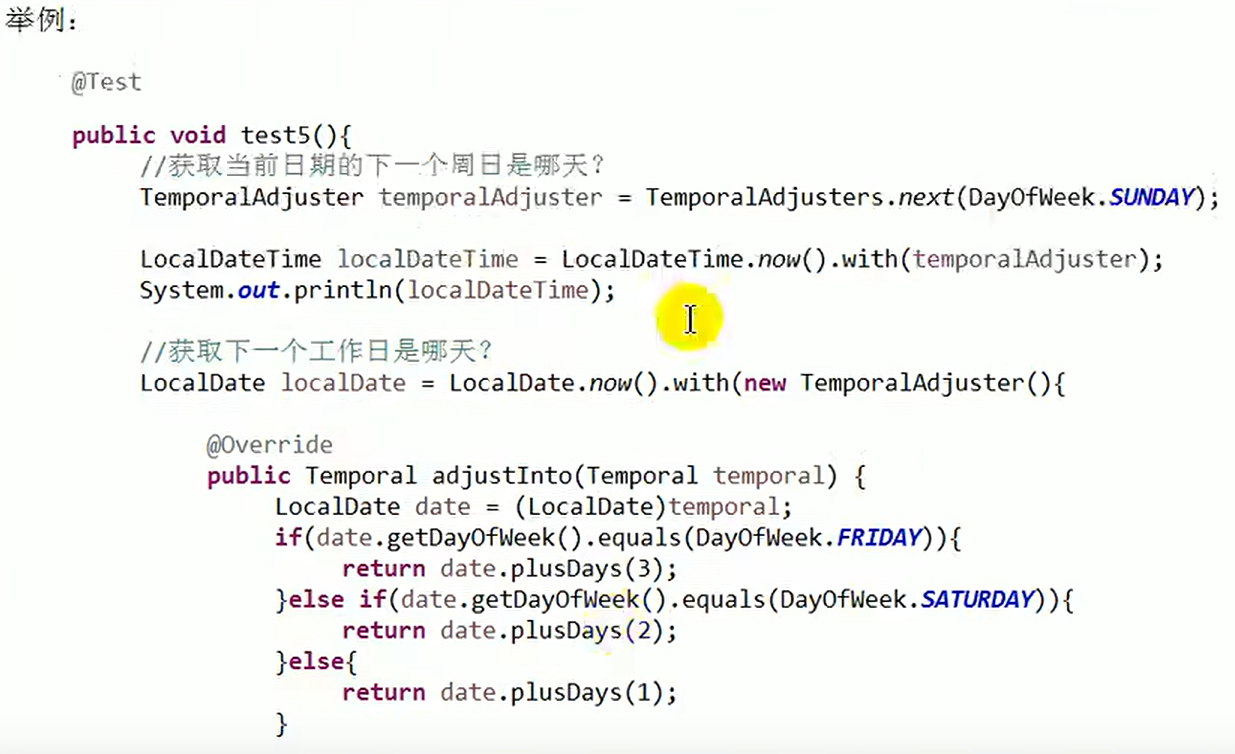 举例：
@Test
public void test5(){
//获取当前日期的下一个周日是哪天？
TemporalAdjuster temporalAdjuster = TemporalAdjusters.next(DayOfWeek.SUNDAY);
LocalDateTime localDateTime = LocalDateTime.now().with(temporalAdjuster);
System.out.println(localDateTime);
//获取下一个工作日是哪天？
LocalDate localDate = LocalDate.now().with(new TemporalAdjuster(){
@Override
public Temporal adjustInto(Temporal temporal) {
LocalDate date = (LocalDate)temporal;
if(date.getDayOfWeek().equals(DayOfWeek.FRIDAY)){
return date.plusDays(3);
}else if(date.getDayOfWeek().equals(DayOfWeek.SATURDAY)){
return date.plusDays(2);
}else{
return date.plusDays(1);
}